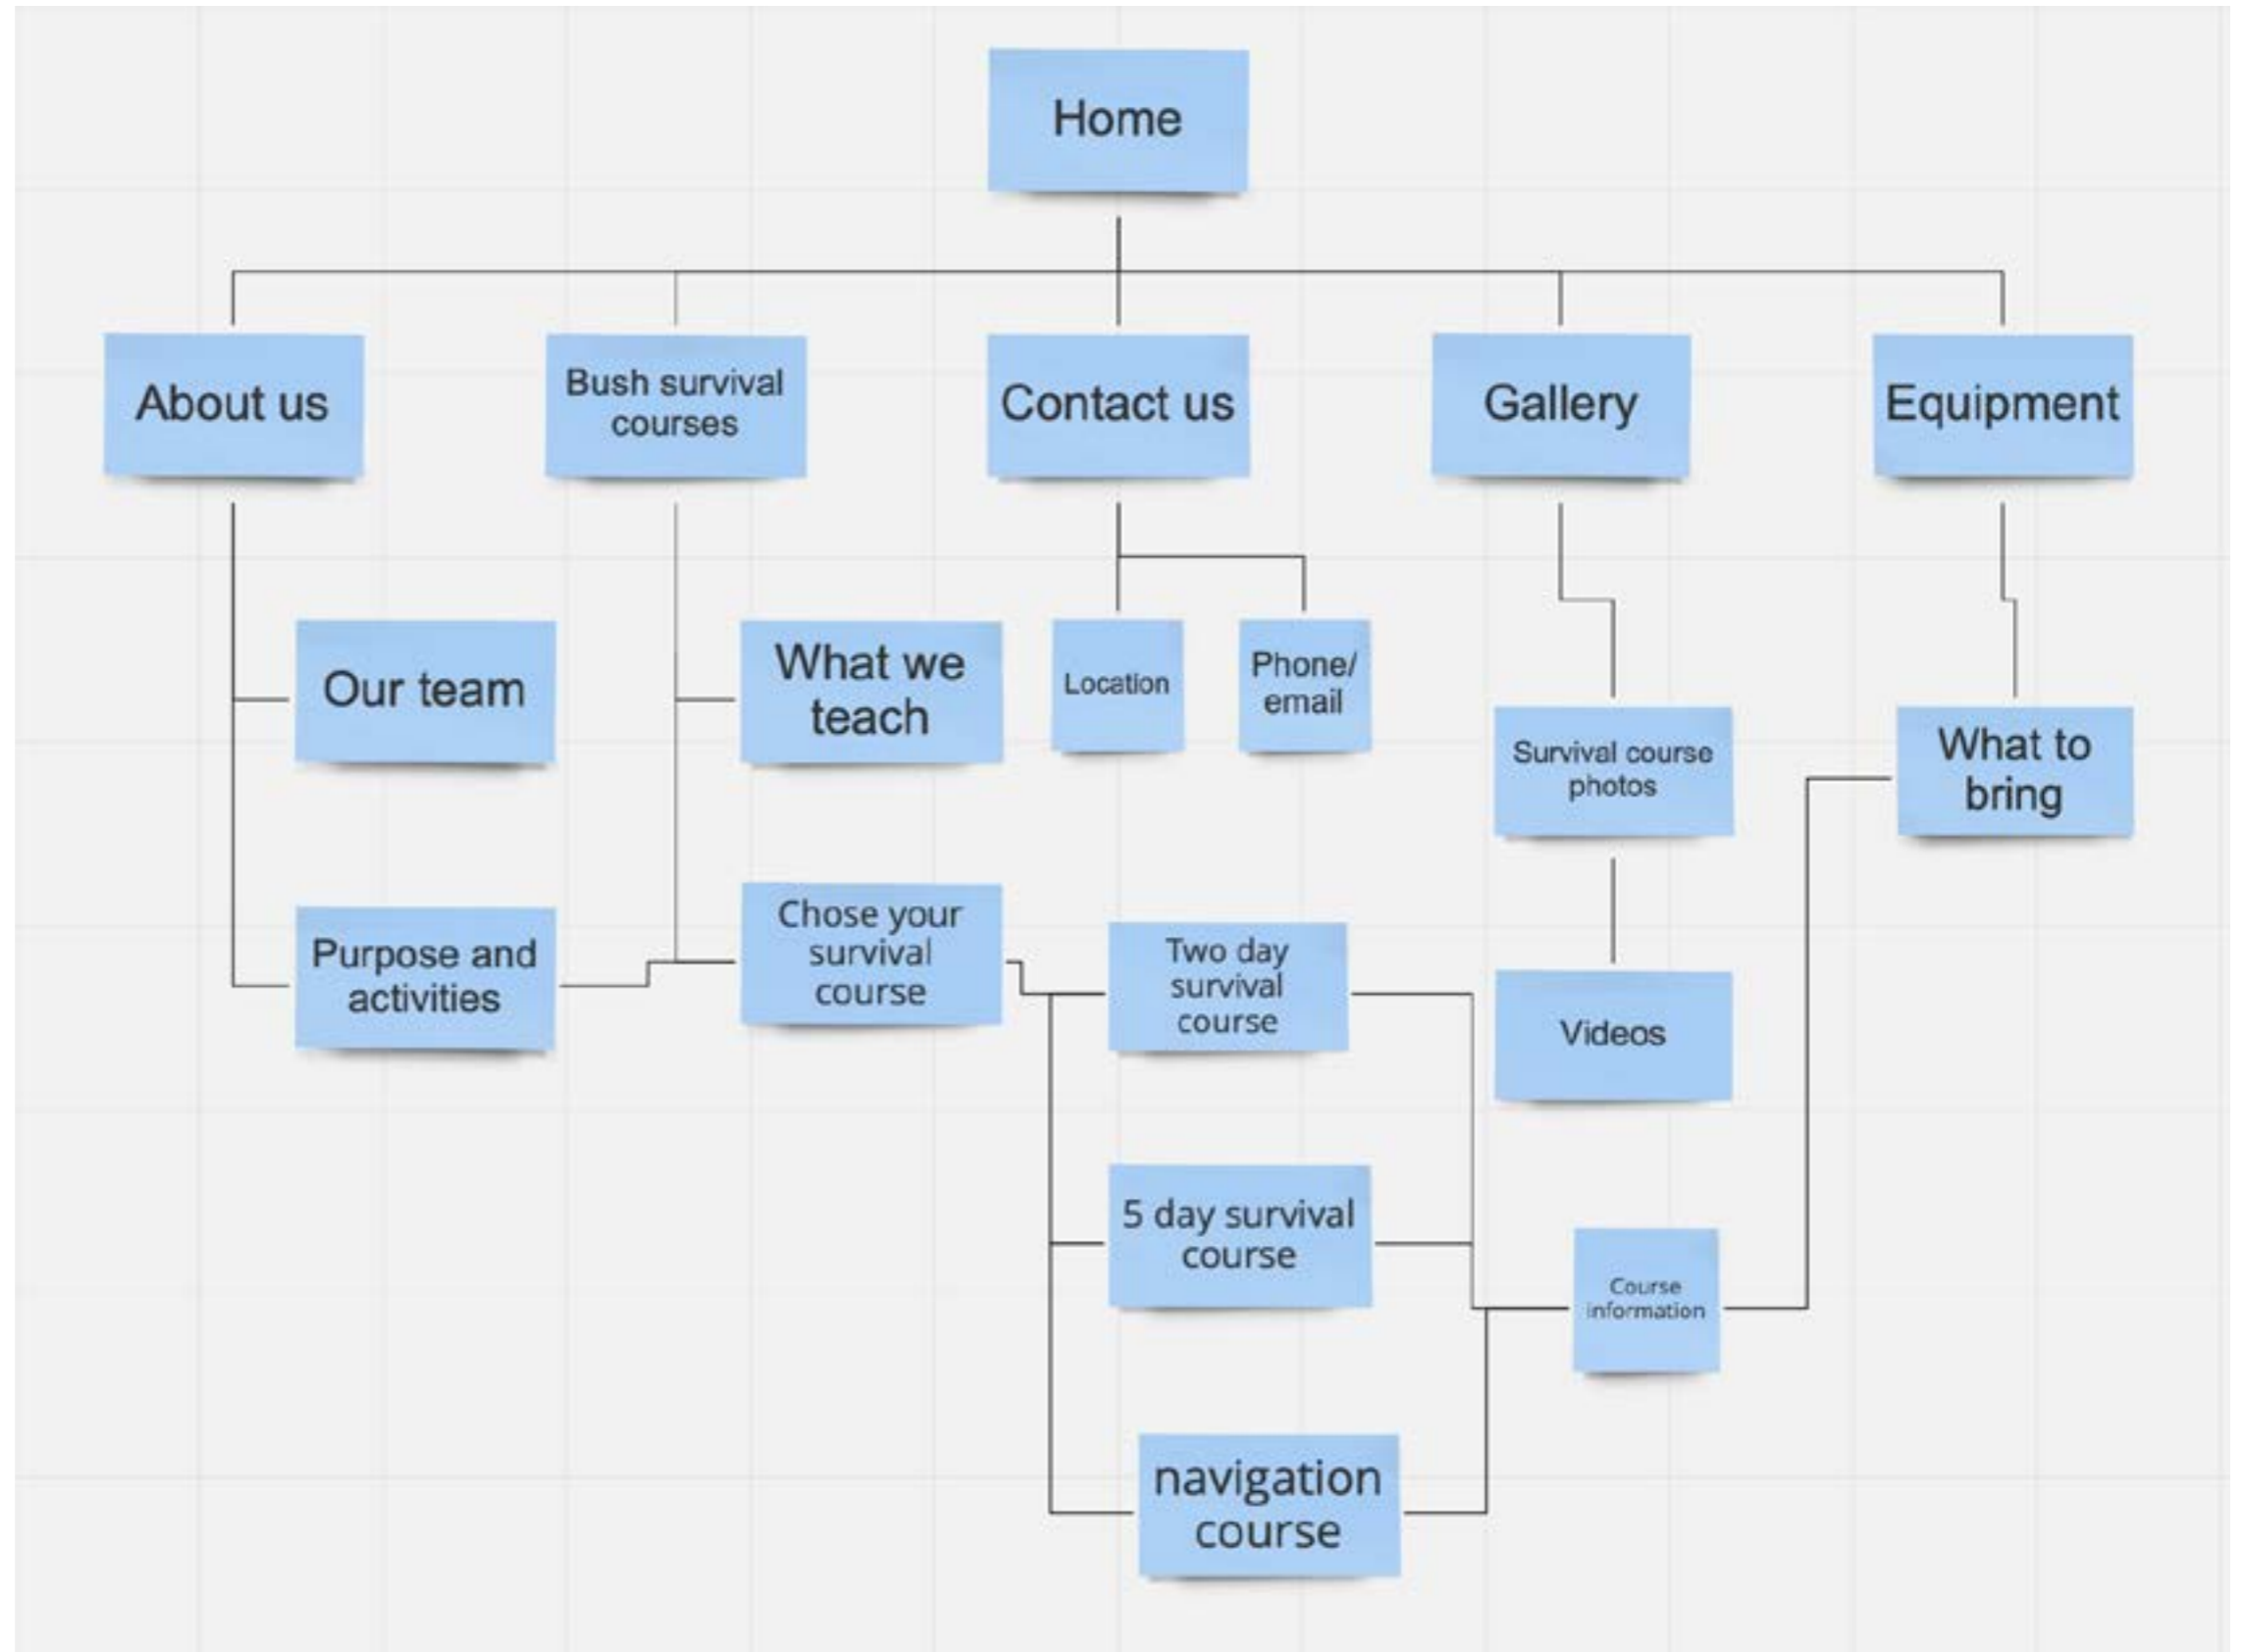 Home
About us
Bush survival
courses
Contact us
Gallery
Equipment
Our team
What we
teach
Location
Phone/
email
Survival course
photos
What to
bring
Purpose and
activities
Chose your
survival
course
Two day
survival
course
Videos
5 day survival
course
Course
information
navigation
course